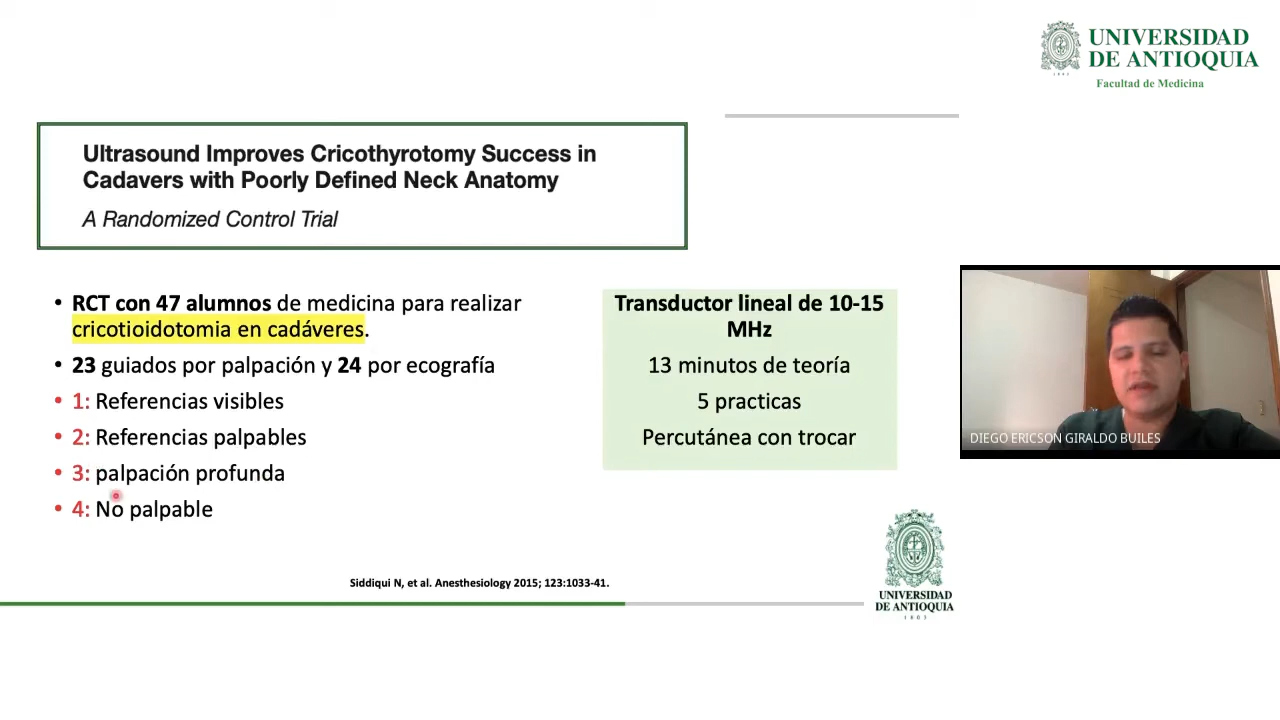 UNIVERSIDAD
DE ANTIOQUIA
1803
Facultad de Medicina
Ultrasound Improves Cricothyrotomy Success in
Cadavers with Poorly Defined Neck Anatomy
A Randomized Control Trial
• RCT con 47 alumnos de medicina para realizar
cricotioidotomia en cadáveres.
• 23 guiados por palpación y 24 por ecografía
• 1: Referencias visibles
• 2: Referencias palpables
• 3: palpación profunda
• 4: No palpable
Transductor lineal de 10-15
MHz
13 minutos de teoría
5 practicas
Percutánea con trocar
DIEGO ERICSON GIRALDO BUILES
Siddiqui N, et al. Anesthesiology 2015; 123:1033-41.
UNIVERSIDAD
DE ANTIOQUIA
1803